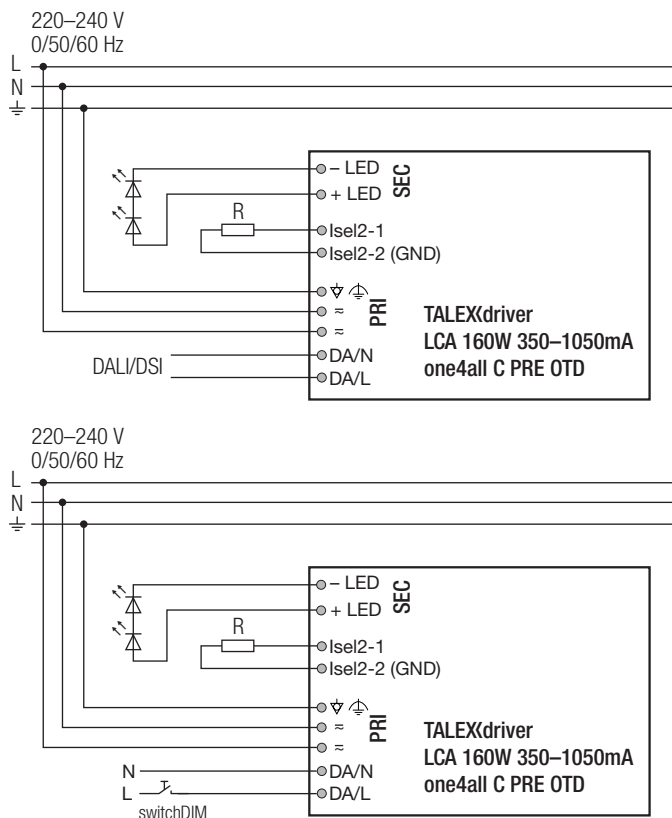 220–240 V
0/50/60 Hz
L
N
– LED
+ LED
SEC
R
Isel2-1
Isel2-2 (GND)
PRI
≂
≂
DALI/DSI
DA/N
DA/L
TALEXXdriver
LCA 160W 350–1050mA
one4all C PRE OTD
220–240 V
0/50/60 Hz
L
N
– LED
+ LED
SEC
R
Isel2-1
Isel2-2 (GND)
PRI
≂
≂
N
DA/N
L
DA/L
switchDIM
TALEXXdriver
LCA 160W 350–1050mA
one4all C PRE OTD